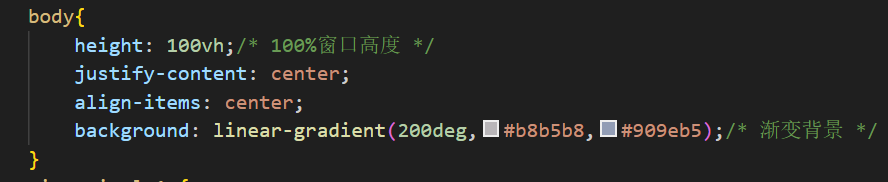 body{
height: 100vh;/* 100%窗口高度 */
justify-content: center;
align-items: center;
background: linear-gradient(200deg,#b8b5b8,#909eb5);/* 渐变背景 */
}